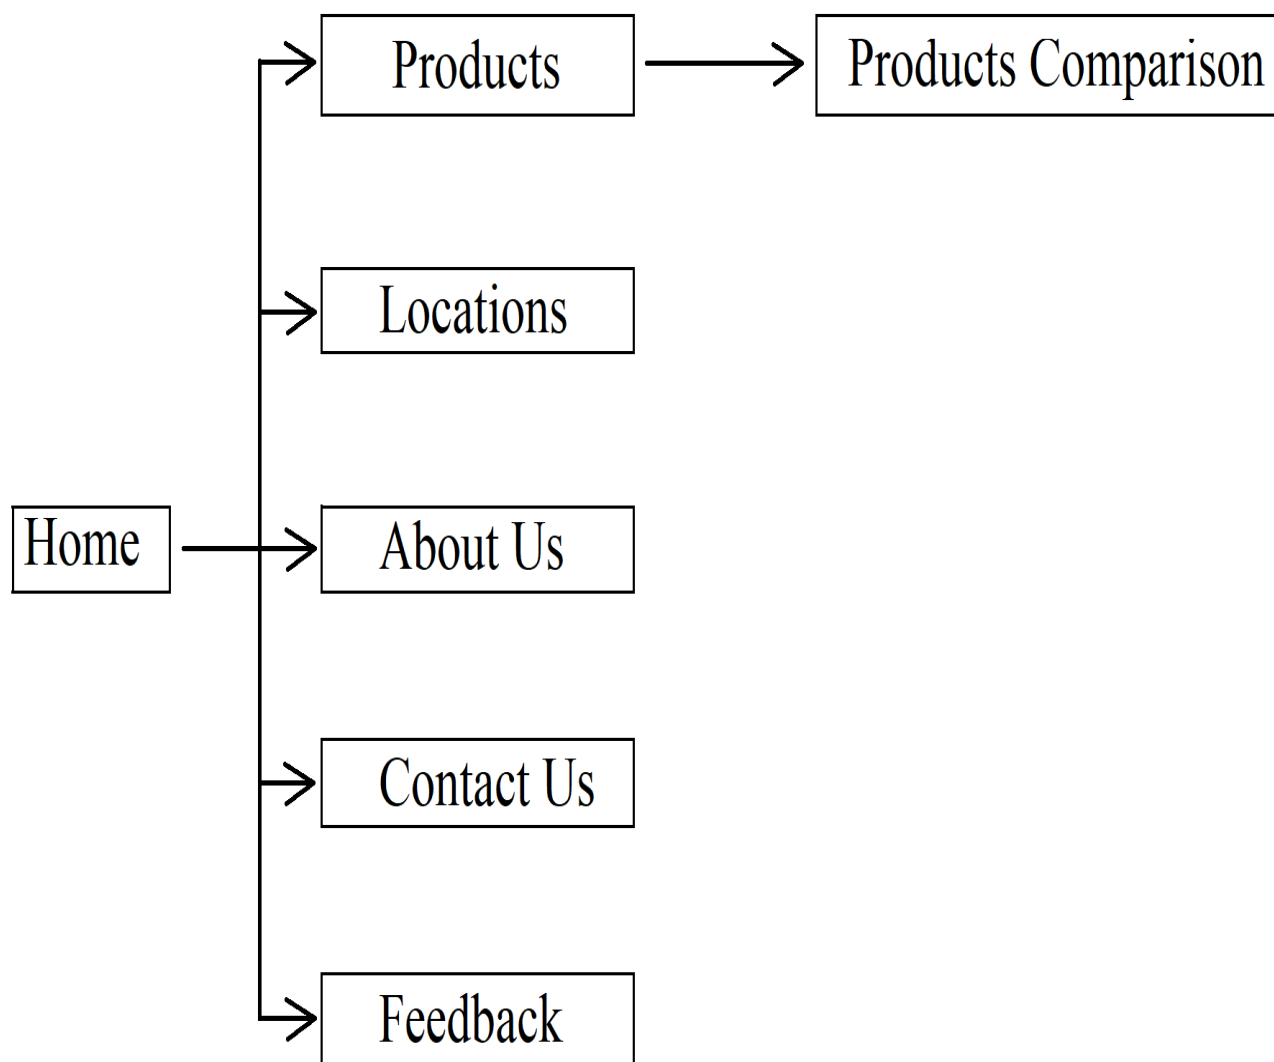 Products
Products Comparison
Locations
Home
About Us
Contact Us
Feedback